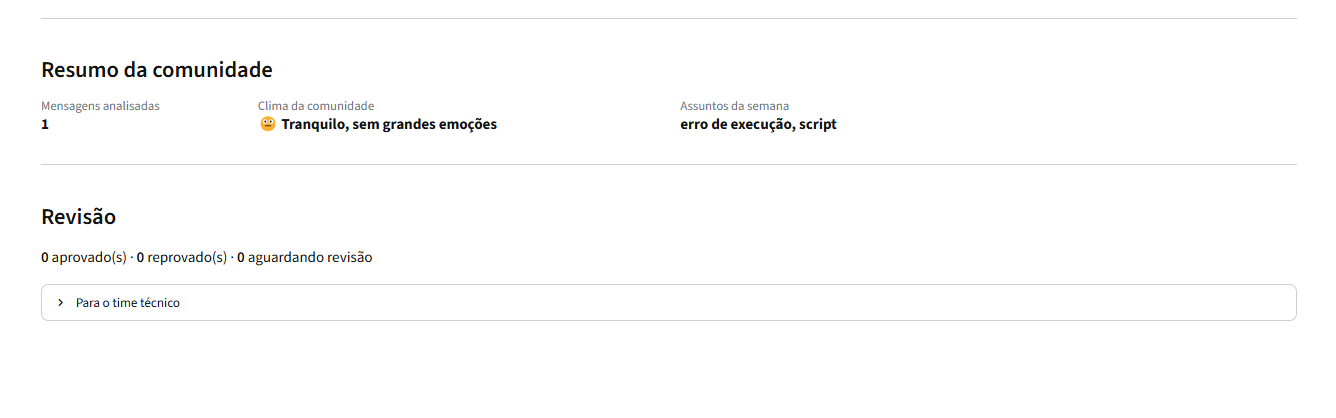 Resumo da comunidade
Mensagens analisadas
1
Clima da comunidade
😐 Tranquilo, sem grandes emoções
Assuntos da semana
erro de execução, script
Revisão
0 aprovado(s) · 0 reprovado(s) · 0 aguardando revisão
Para o time técnico